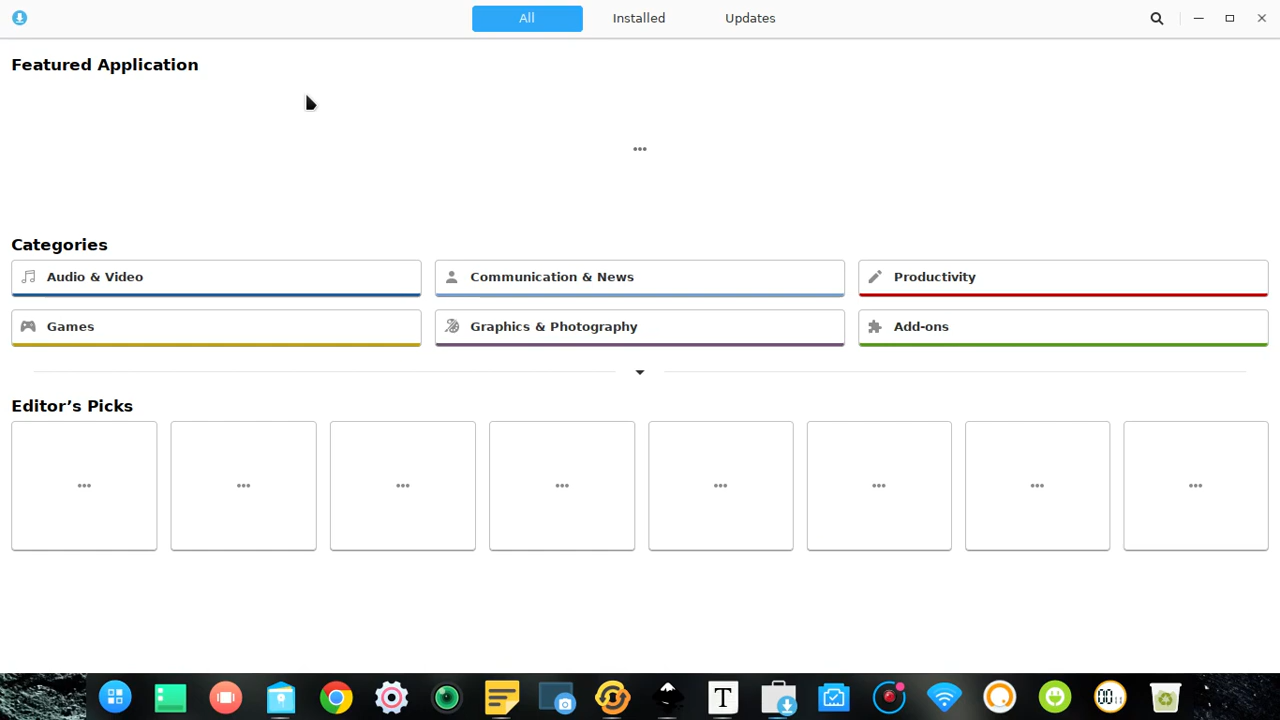 All
Installed
Updates
Featured Application
Categories
Audio & Video
Communication & News
Productivity
Games
Graphics & Photography
Add-ons
Editor’s Picks
T